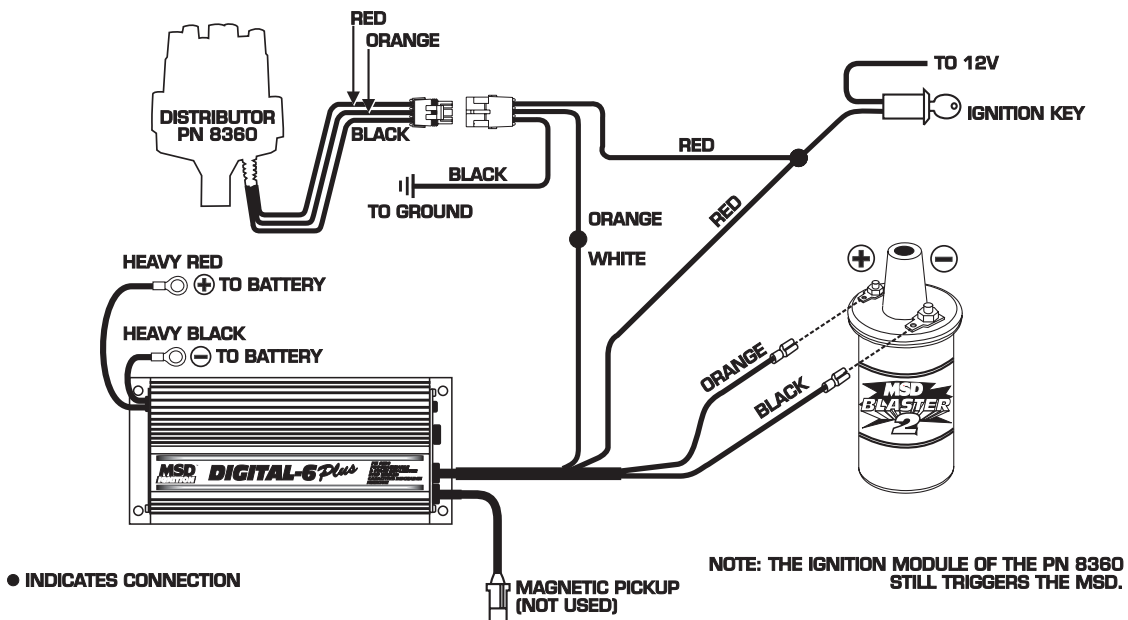 RED
ORANGE
DISTRIBUTOR
PN 8360
BLACK
TO 12V
IGNITION KEY
RED
BLACK
TO GROUND
ORANGE
WHITE
RED
HEAVY RED
+ TO BATTERY
HEAVY BLACK
− TO BATTERY
+
−
ORANGE
BLACK
MSD
BLASTER
2
MSD
IGNITION
DIGITAL-6 Plus
MAGNETIC PICKUP
(NOT USED)
● INDICATES CONNECTION
NOTE: THE IGNITION MODULE OF THE PN 8360
STILL TRIGGERS THE MSD.